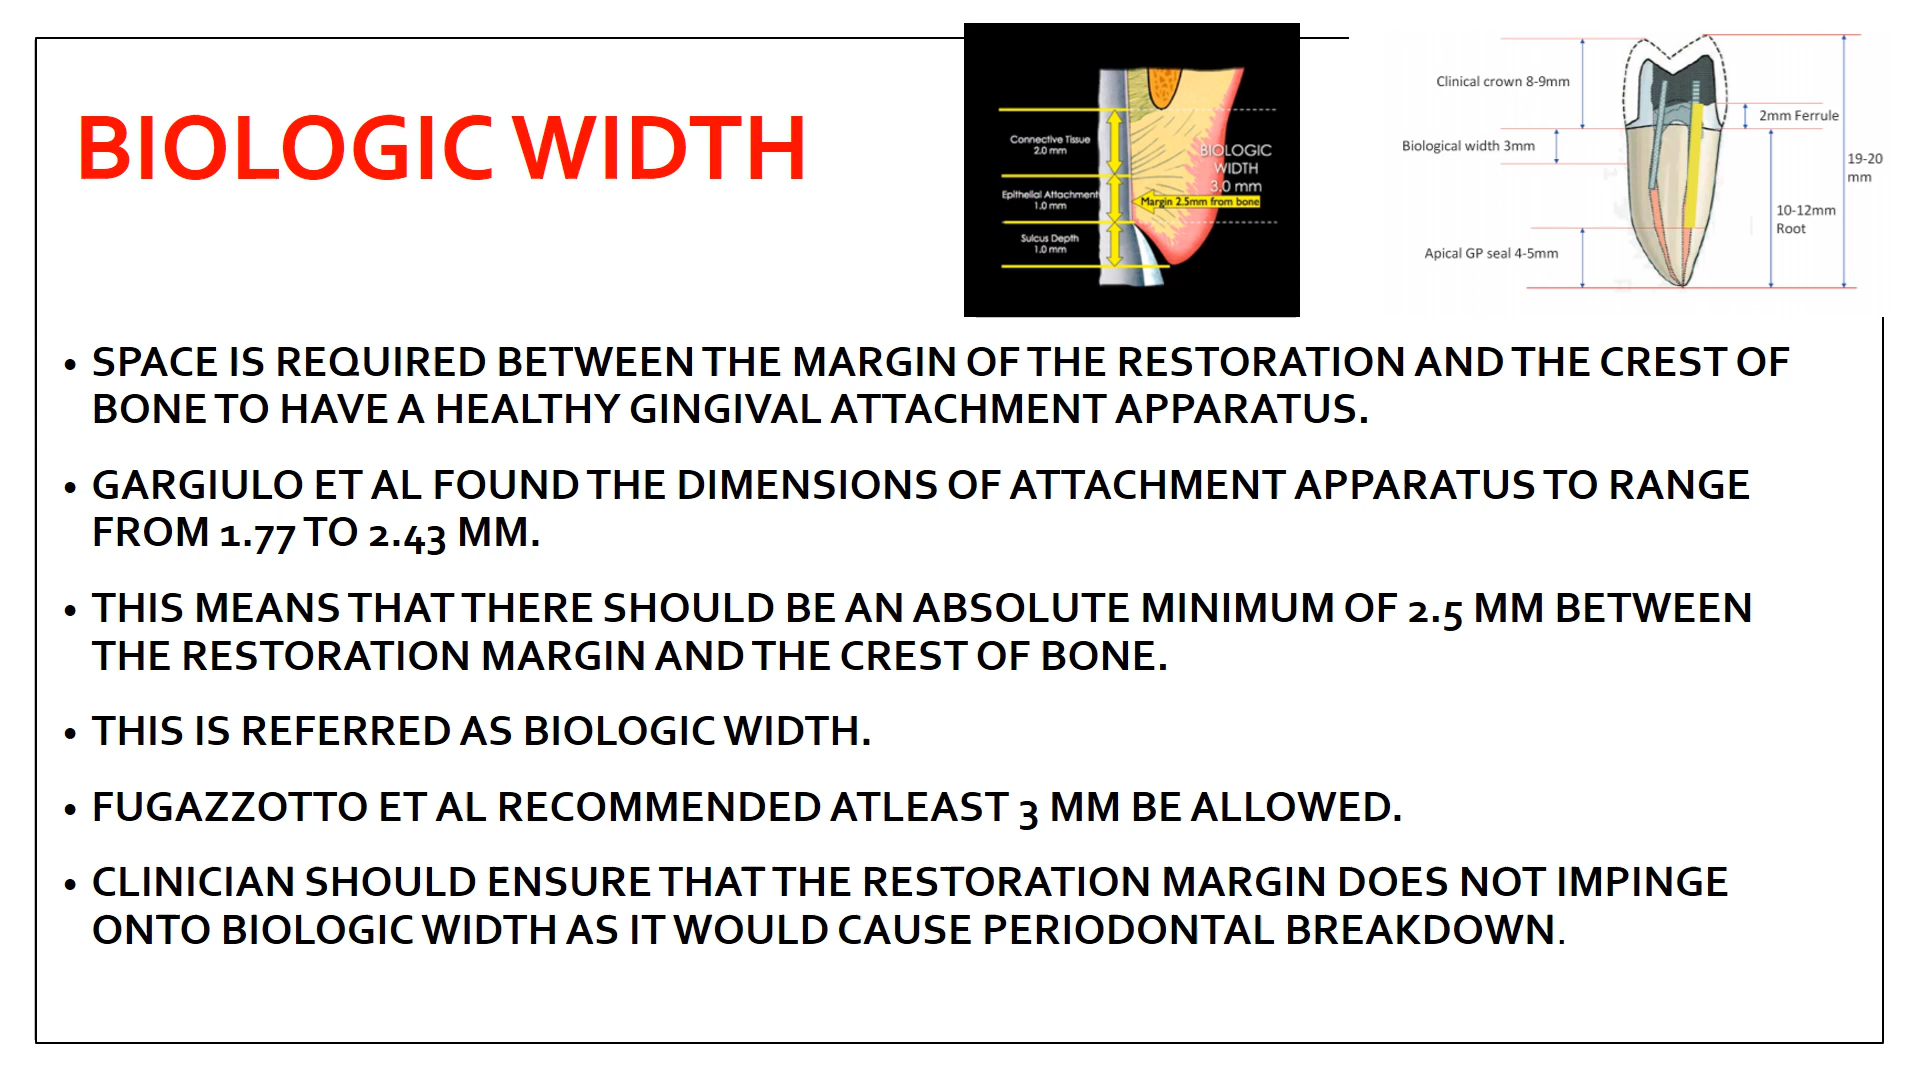 BIOLOGIC WIDTH
Connective Tissue
2.0 mm
Epithelial Attachment
1.0 mm
Sulcus Depth
1.0 mm
BIOLOGIC
WIDTH
3.0 mm
Margin 2.5mm from bone
Clinical crown 8-9mm
Biological width 3mm
Apical GP seal 4-5mm
2mm Ferrule
19-20
mm
10-12mm
Root
• SPACE IS REQUIRED BETWEEN THE MARGIN OF THE RESTORATION AND THE CREST OF
BONE TO HAVE A HEALTHY GINGIVAL ATTACHMENT APPARATUS.
• GARGIULO ET AL FOUND THE DIMENSIONS OF ATTACHMENT APPARATUS TO RANGE
FROM 1.77 TO 2.43 MM.
• THIS MEANS THAT THERE SHOULD BE AN ABSOLUTE MINIMUM OF 2.5 MM BETWEEN
THE RESTORATION MARGIN AND THE CREST OF BONE.
• THIS IS REFERRED AS BIOLOGIC WIDTH.
• FUGAZZOTTO ET AL RECOMMENDED ATLEAST 3 MM BE ALLOWED.
• CLINICIAN SHOULD ENSURE THAT THE RESTORATION MARGIN DOES NOT IMPINGE
ONTO BIOLOGIC WIDTH AS IT WOULD CAUSE PERIODONTAL BREAKDOWN.